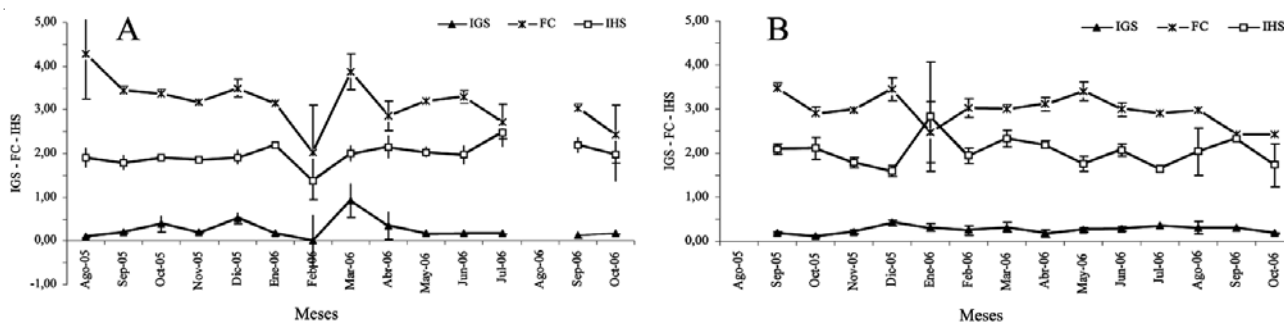 A
IGS FC IHS
5,00
4,00
3,00
2,00
1,00
0,00
-1,00
IGS - FC - IHS
Ago-05 Sep-05 Oct-05 Nov-05 Dic-05 Ene-06 Feb-06 Mar-06 Abr-06 May-06 Jun-06 Jul-06 Ago-06 Sep-06 Oct-06
Meses
B
IGS FC IHS
5,00
4,00
3,00
2,00
1,00
0,00
IGS - FC - IHS
Ago-05 Sep-05 Oct-05 Nov-05 Dic-05 Ene-06 Feb-06 Mar-06 Abr-06 May-06 Jun-06 Jul-06 Ago-06 Sep-06 Oct-06
Meses